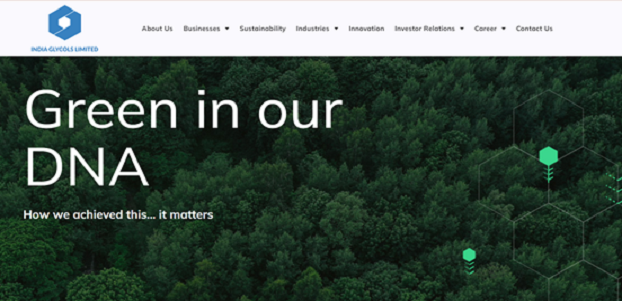 About Us Businesses Sustainability Industries Innovation Investor Relations Career Contact Us
INDIA GLYCOLS LIMITED
Green in our
DNA
How we achieved this... it matters